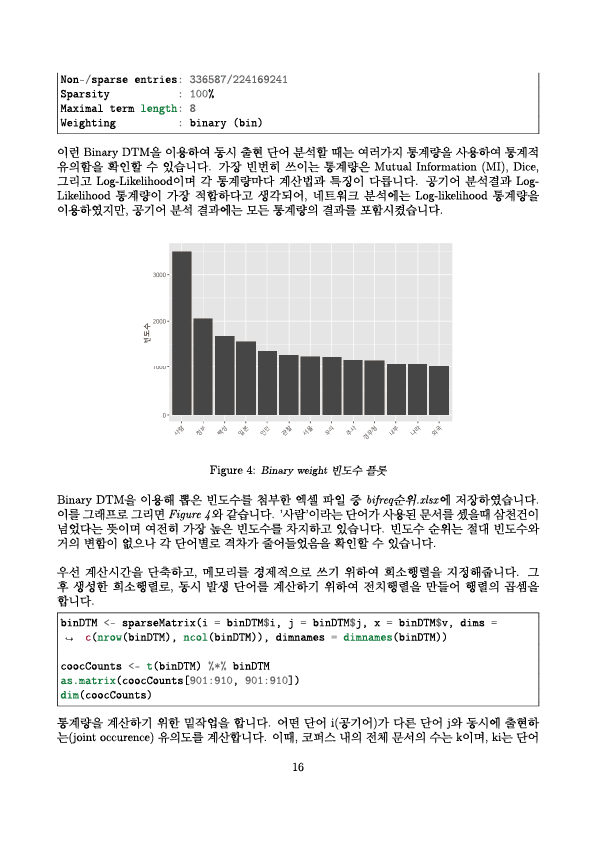 Non-/sparse entries: 336587/224169241
Sparsity : 100%
Maximal term length: 8
Weighting : binary (bin)
이런 Binary DTM을 이용하여 동시 출현 단어 분석할 때는 여러가지 통계량을 사용하여 통계적
유의함을 확인할 수 있습니다. 가장 빈번히 쓰이는 통계량은 Mutual Information (MI), Dice,
그리고 Log-Likelihood이며 각 통계량마다 계산법과 특징이 다릅니다. 공기어 분석결과 Log-
Likelihood 통계량이 가장 적합하다고 생각되어, 네트워크 분석에는 Log-likelihood 통계량을
이용하였지만, 공기어 분석 결과에는 모든 통계량의 결과를 포함시켰습니다.
3000
2000
1000
0
빈도수
사람
정부
백성
일본
인민
관찰
서울
우리
주사
경무청
내부
나라
외국
Figure 4: Binary weight 빈도수 플롯
Binary DTM을 이용해 뽑은 빈도수를 첨부한 엑셀 파일 중 bifreq순위.xlsx에 저장하였습니다.
이를 그래프로 그리면 Figure 4와 같습니다. '사람'이라는 단어가 사용된 문서를 셌을때 삼천건이
넘었다는 뜻이며 여전히 가장 높은 빈도수를 차지하고 있습니다. 빈도수 순위는 절대 빈도수와
거의 변함이 없으나 각 단어별로 격차가 줄어들었음을 확인할 수 있습니다.
우선 계산시간을 단축하고, 메모리를 경제적으로 쓰기 위하여 희소행렬을 지정해줍니다. 그
후 생성한 희소행렬로, 동시 발생 단어를 계산하기 위하여 전치행렬을 만들어 행렬의 곱셈을
합니다.
binDTM <- sparseMatrix(i = binDTM$i, j = binDTM$j, x = binDTM$v, dims =
↪ c(nrow(binDTM), ncol(binDTM)), dimnames = dimnames(binDTM))
coocCounts <- t(binDTM) %*% binDTM
as.matrix(coocCounts[901:910, 901:910])
dim(coocCounts)
통계량을 계산하기 위한 밑작업을 합니다. 어떤 단어 i(공기어)가 다른 단어 j와 동시에 출현하
는(joint occurence) 유의도를 계산합니다. 이때, 코퍼스 내의 전체 문서의 수는 k이며, ki는 단어
16